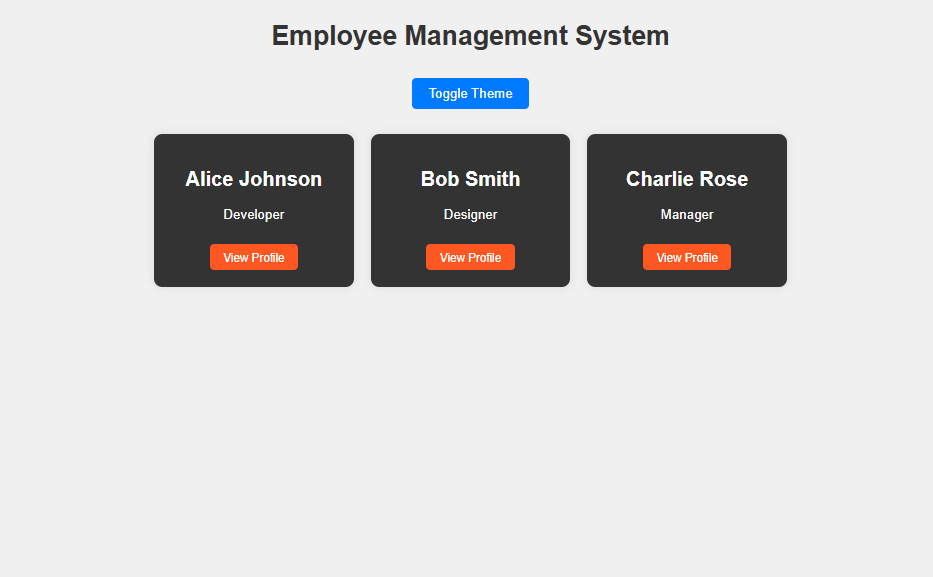 Employee Management System
Toggle Theme
Alice Johnson
Developer
View Profile
Bob Smith
Designer
View Profile
Charlie Rose
Manager
View Profile